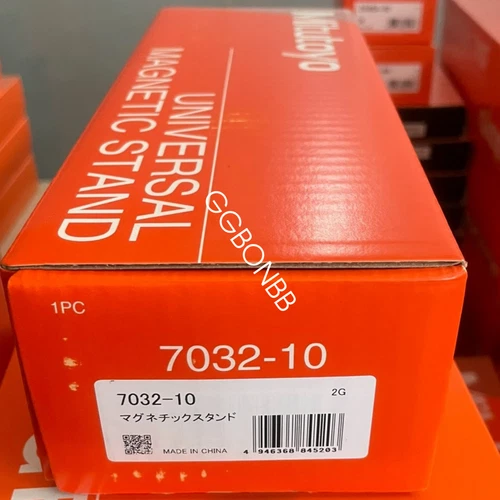 Mitutoyo
UNIVERSAL
MAGNETIC STAND
GGBONBB
1PC
7032-10
7032-10
2G
マグネチックスタンド
MADE IN CHINA
4 946368 845203